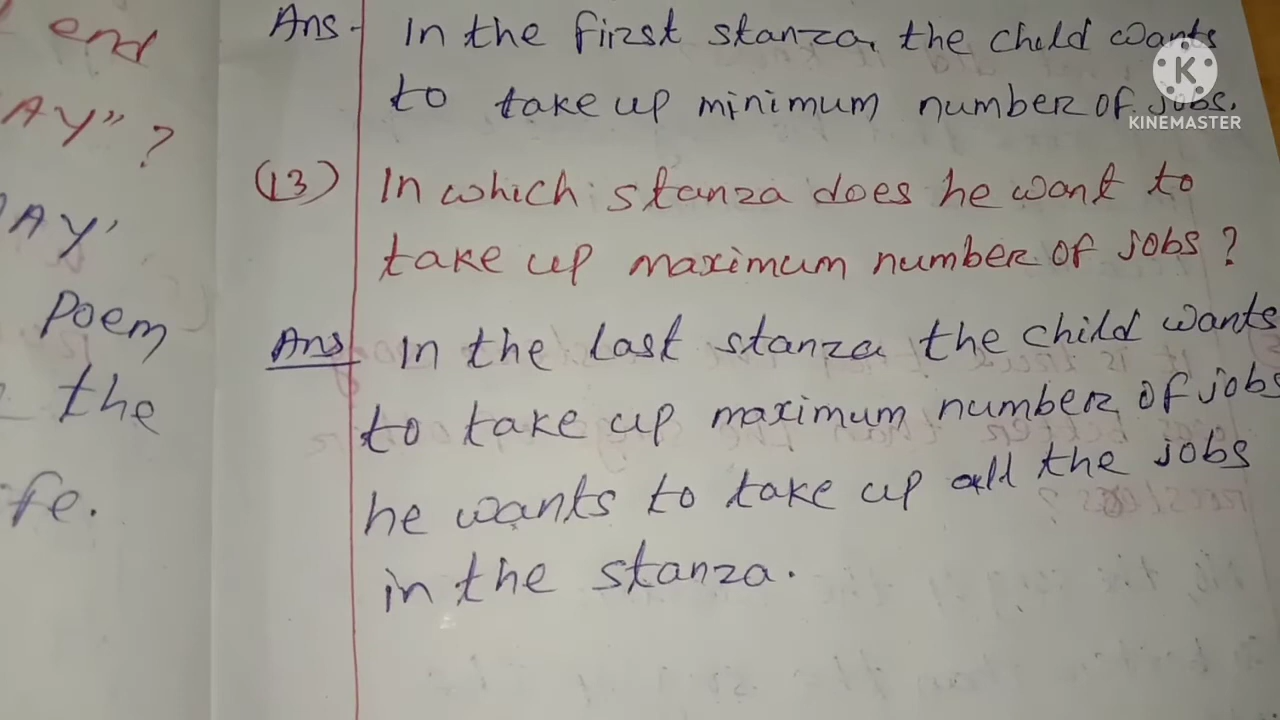 end
AY" ?
AY'
Poem
the
fe.
Ans - In the first stanza, the child wants
to take up minimum number of jobs.
KINEMASTER
(13) In which stanza does he want to
take up maximum number of jobs ?
Ans In the last stanza the child wants
to take up maximum number of jobs
he wants to take up all the jobs
in the stanza.